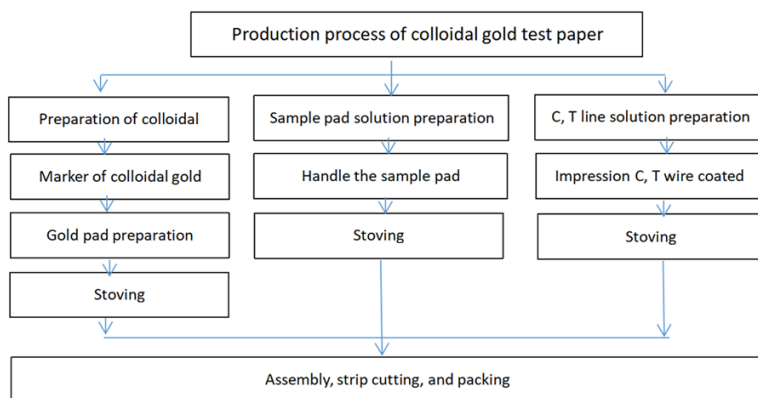 Production process of colloidal gold test paper
Preparation of colloidal
Marker of colloidal gold
Gold pad preparation
Stoving
Sample pad solution preparation
Handle the sample pad
Stoving
C, T line solution preparation
Impression C, T wire coated
Stoving
Assembly, strip cutting, and packing